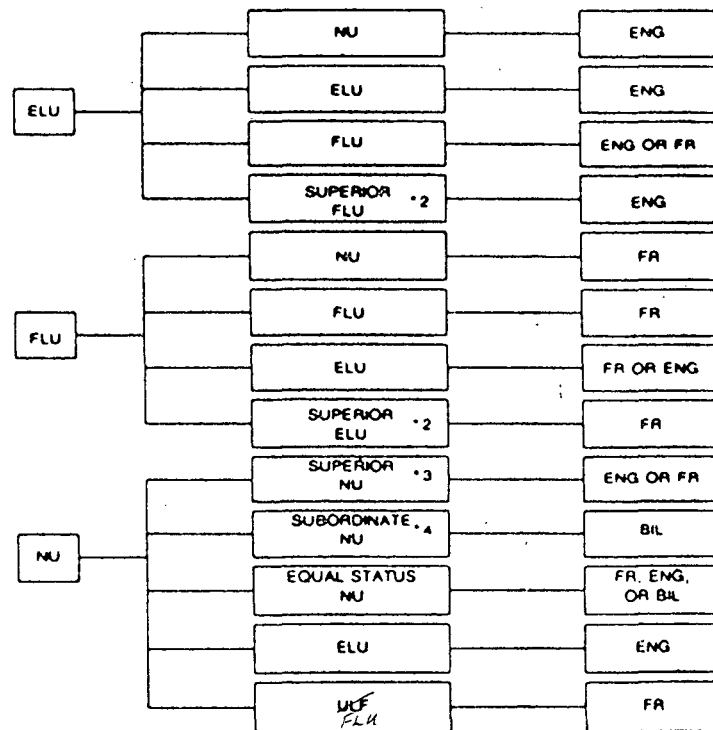 NU
ENG
ELU
ELU
ENG
FLU
ENG OR FR
SUPERIOR
FLU *2
ENG
NU
FR
FLU
FLU
FR
ELU
FR OR ENG
SUPERIOR
ELU *2
FR
SUPERIOR
NU *3
ENG OR FR
NU
SUBORDINATE
NU *4
BIL
EQUAL STATUS
NU
FR, ENG,
OR BIL
ELU
ENG
ULF
FLU
FR